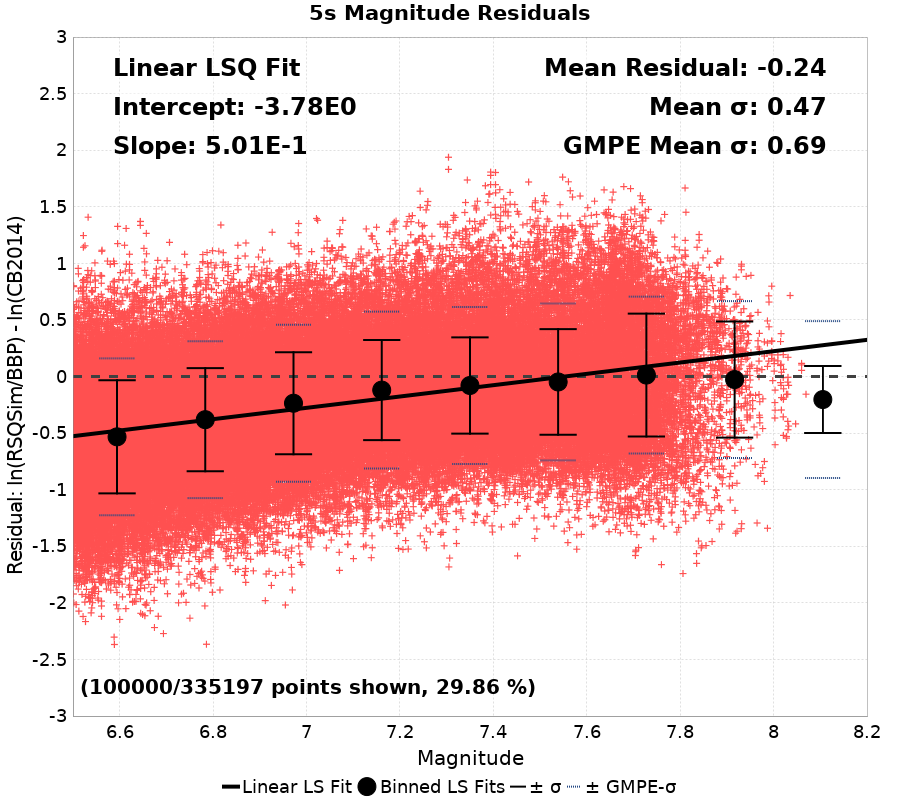 5s Magnitude Residuals
Linear LSQ Fit
Intercept: -3.78E0
Slope: 5.01E-1
Mean Residual: -0.24
Mean σ: 0.47
GMPE Mean σ: 0.69
Residual: ln(RSQSim/BBP) - ln(CB2014)
3
2.5
2
1.5
1
0.5
0
-0.5
-1
-1.5
-2
-2.5
-3
(100000/335197 points shown, 29.86 %)
6.6 6.8 7 7.2 7.4 7.6 7.8 8 8.2
Magnitude
Linear LS Fit Binned LS Fits ± σ ± GMPE-σ